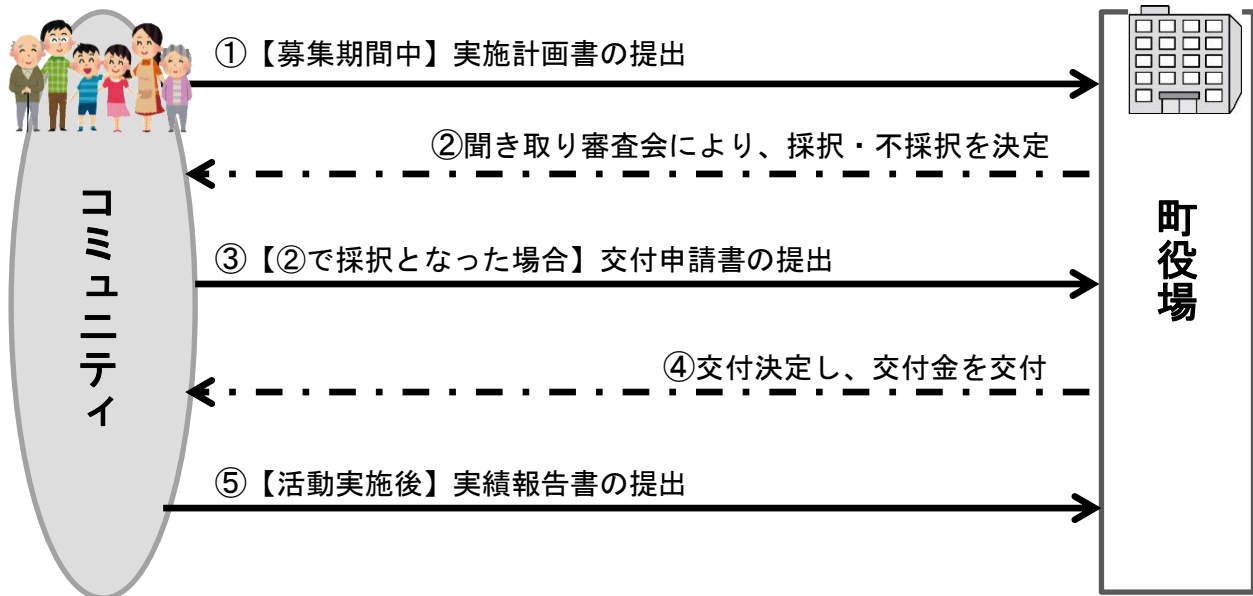 ①【募集期間中】実施計画書の提出
②聞き取り審査会により、採択・不採択を決定
コミュニティ
町役場
③【②で採択となった場合】交付申請書の提出
④交付決定し、交付金を交付
⑤【活動実施後】実績報告書の提出